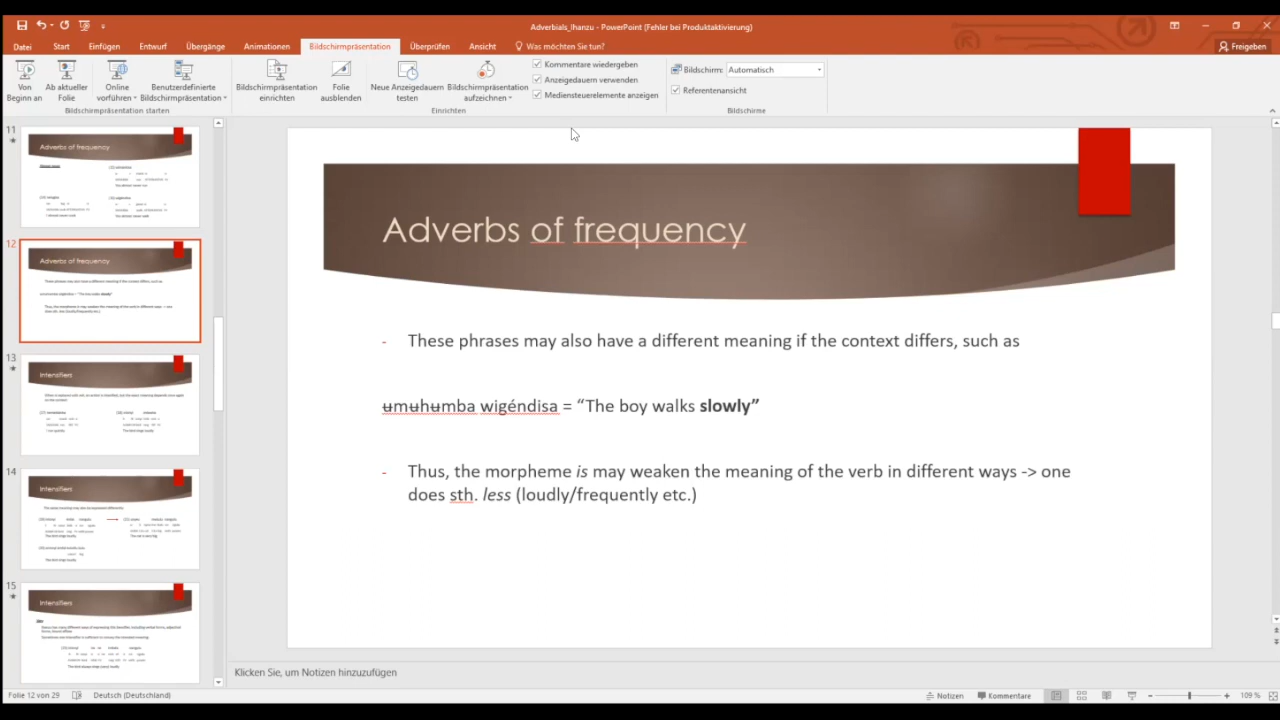 Adverbials_Ihanzu - PowerPoint (Fehler bei Produktaktivierung)
Datei Start Einfügen Entwurf Übergänge Animationen Bildschirmpräsentation Überprüfen Ansicht Was möchten Sie tun? Freigeben
Von Beginn an
Ab aktueller Folie
Online vorführen
Benutzerdefinierte Bildschirmpräsentation
Bildschirmpräsentation einrichten
Folie ausblenden
Neue Anzeigedauern testen
Bildschirmpräsentation aufzeichnen
Kommentare wiedergeben
Anzeigedauern verwenden
Mediensteuerelemente anzeigen
Bildschirm: Automatisch
Referentenansicht
Bildschirmpräsentation starten
Einrichten
Bildschirme
11
Adverbs of frequency
12
Adverbs of frequency
13
Intensifiers
14
Intensifiers
15
Intensifiers
Adverbs of frequency
- These phrases may also have a different meaning if the context differs, such as
ʉmʉhʉmba wigéndisa = “The boy walks slowly”
- Thus, the morpheme is may weaken the meaning of the verb in different ways -> one
does sth. less (loudly/frequently etc.)
Klicken Sie, um Notizen hinzuzufügen
Folie 12 von 29 Deutsch (Deutschland) Notizen Kommentare 109 %